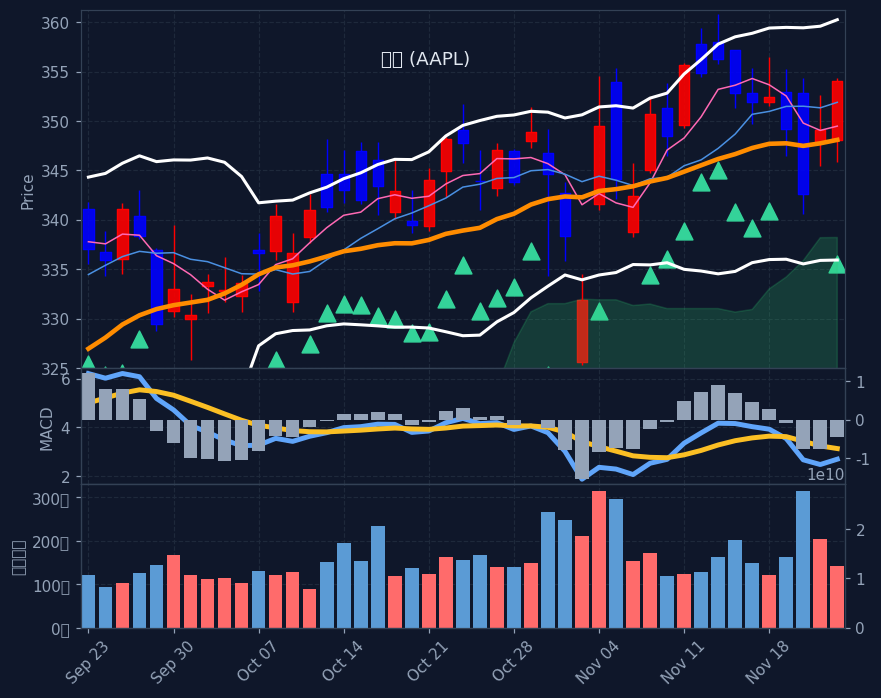 (AAPL)
360
355
350
345
340
335
330
325
Price
6
4
2
MACD
1
0
-1
1e10
300
200
100
0
2
1
0
Sep 23
Sep 30
Oct 07
Oct 14
Oct 21
Oct 28
Nov 04
Nov 11
Nov 18